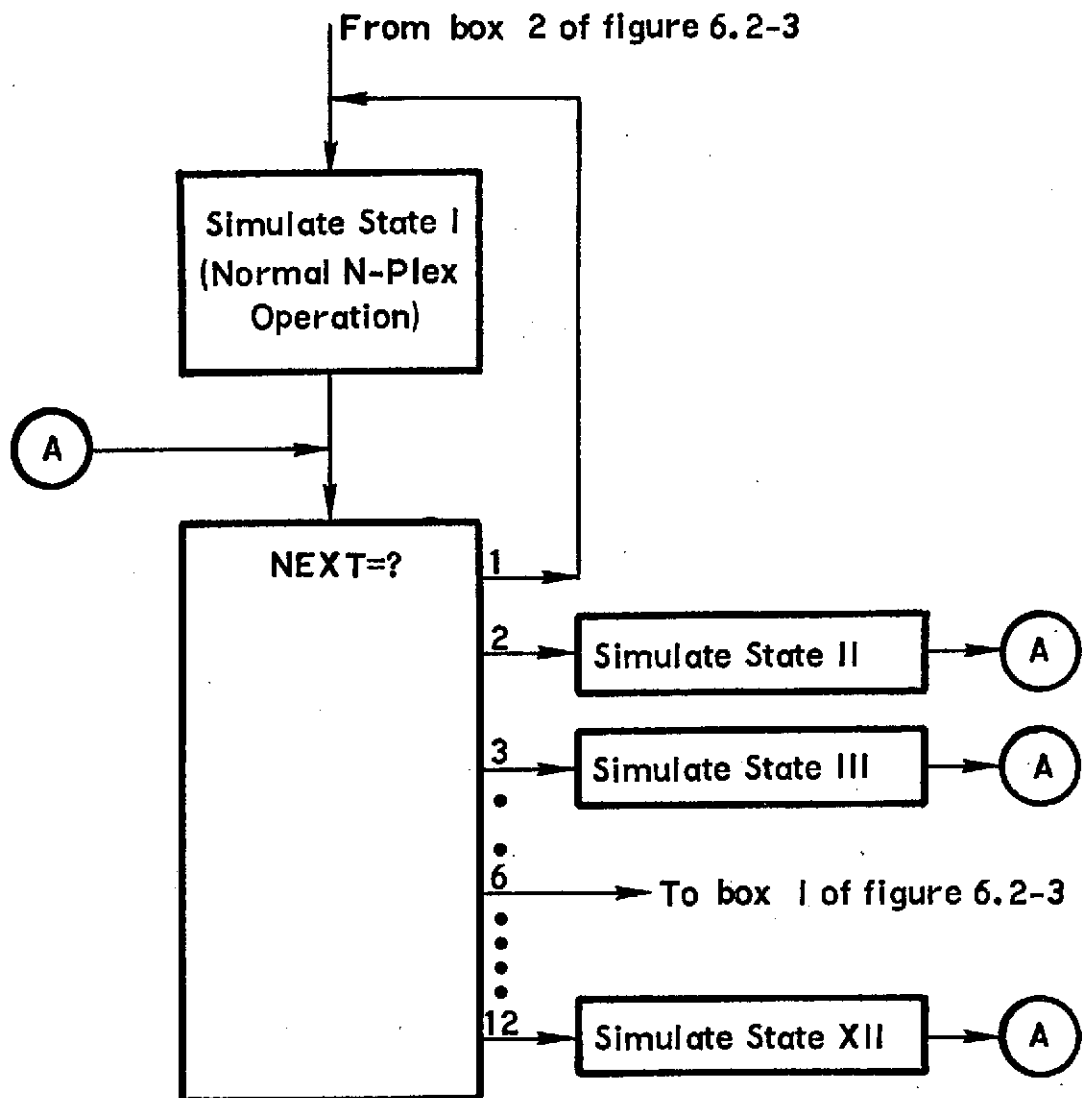 From box 2 of figure 6.2-3
Simulate State I
(Normal N-Plex
Operation)
A
NEXT=?
1
2
Simulate State II
A
3
Simulate State III
A
6
To box 1 of figure 6.2-3
12
Simulate State XII
A